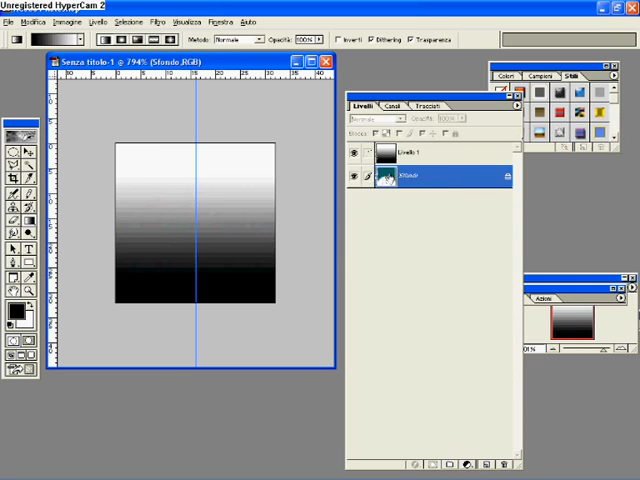 Unregistered HyperCam 2
File Modifica Immagine Livello Selezione Filtro Visualizza Finestra Aiuto
Metodo: Normale Opacità: 100% Inverti Dithering Trasparenza
Senza titolo-1 @ 794% (Sfondo,RGB)
Colori Campioni Stili
Livelli Canali Tracciati
Normale Opacità: 100%
Blocca:
Livello 1
Sfondo
Azioni